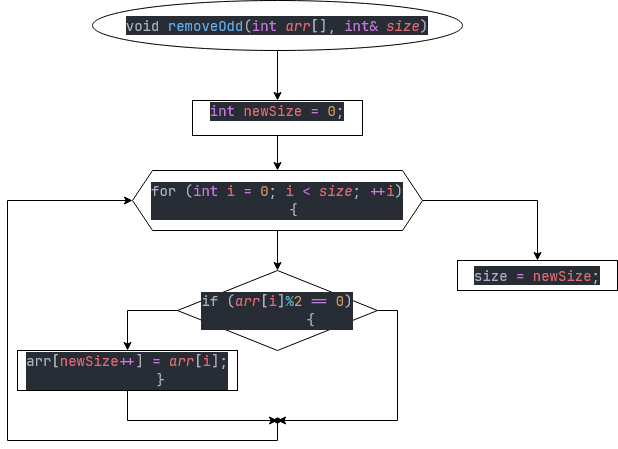 void removeOdd(int arr[], int& size)
int newSize = 0;
for (int i = 0; i < size; ++i)
{
size = newSize;
if (arr[i]%2 == 0)
{
arr[newSize++] = arr[i];
}